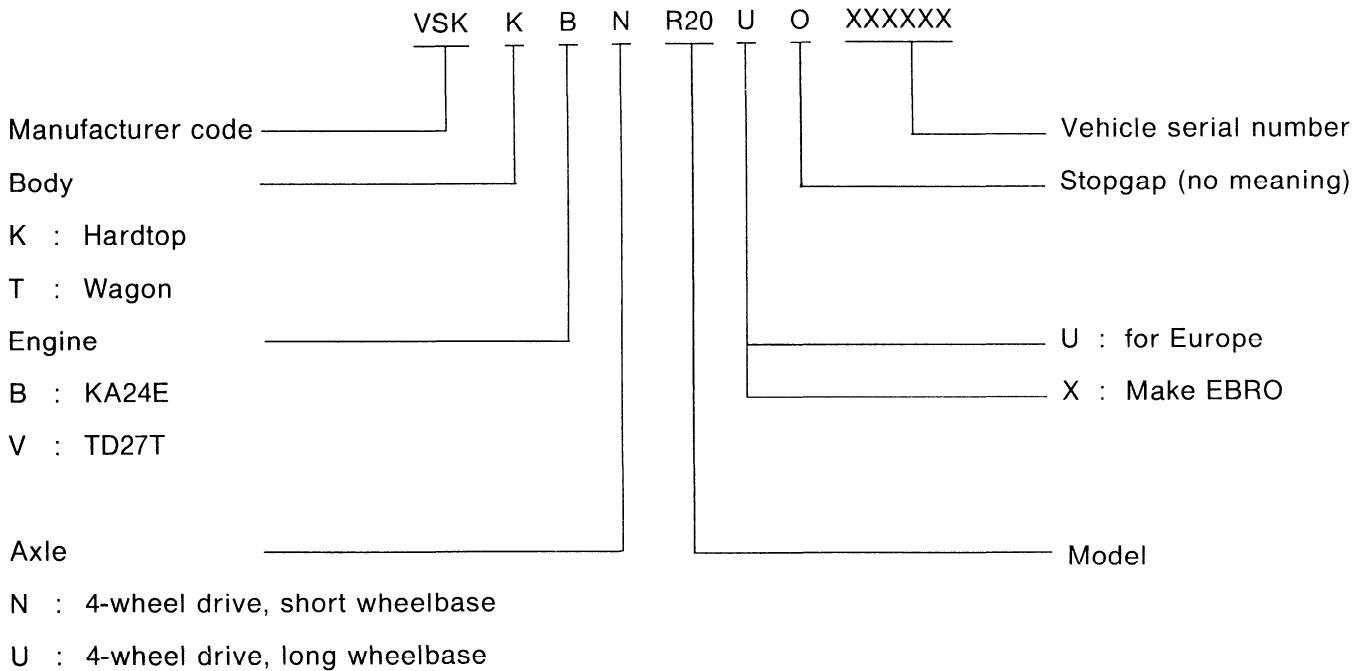 VSK K B N R20 U O XXXXXX
Manufacturer code Vehicle serial number
Body Stopgap (no meaning)
K : Hardtop
T : Wagon
Engine U : for Europe
B : KA24E X : Make EBRO
V : TD27T
Axle Model
N : 4-wheel drive, short wheelbase
U : 4-wheel drive, long wheelbase